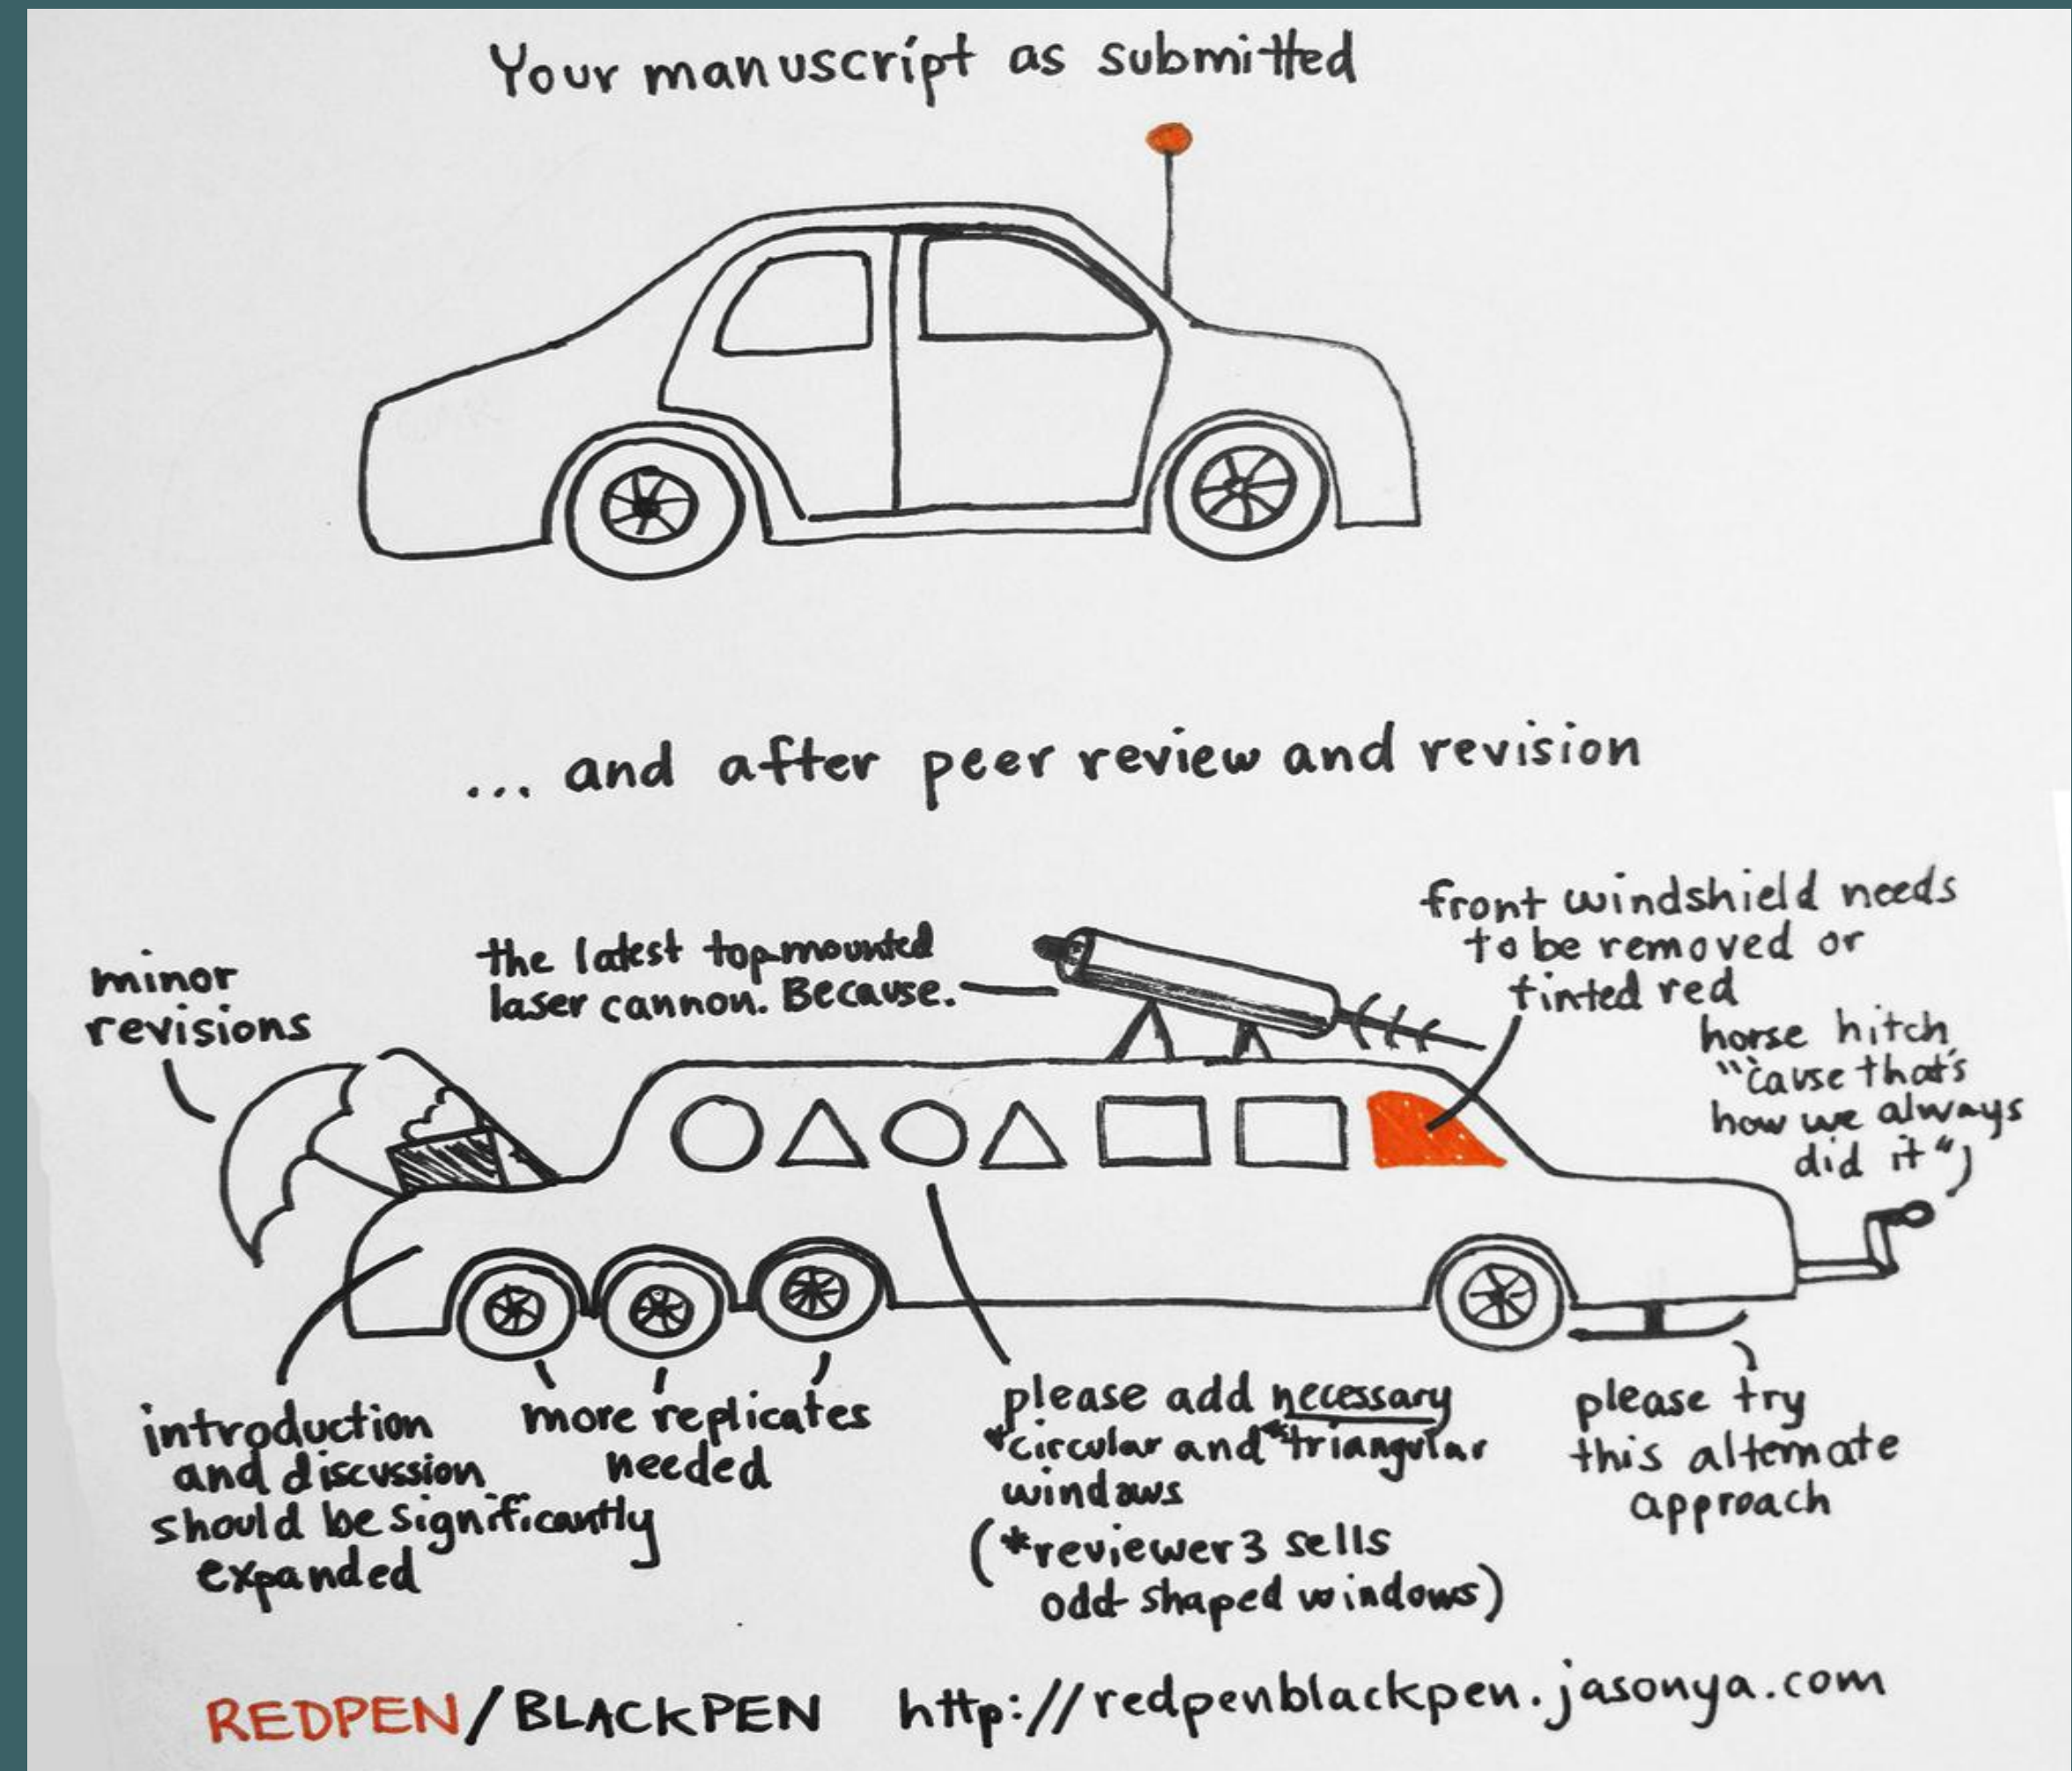 Your manuscript as submitted
... and after peer review and revision
minor
revisions
the latest top-mounted
laser cannon. Because.
front windshield needs
to be removed or
tinted red
horse hitch
"'cause that's
how we always
did it"
introduction
and discussion
should be significantly
expanded
more replicates
needed
please add necessary
*circular and *triangular
windows
(*reviewer 3 sells
odd-shaped windows)
please try
this alternate
approach
REDPEN/BLACKPEN http://redpenblackpen.jasonya.com